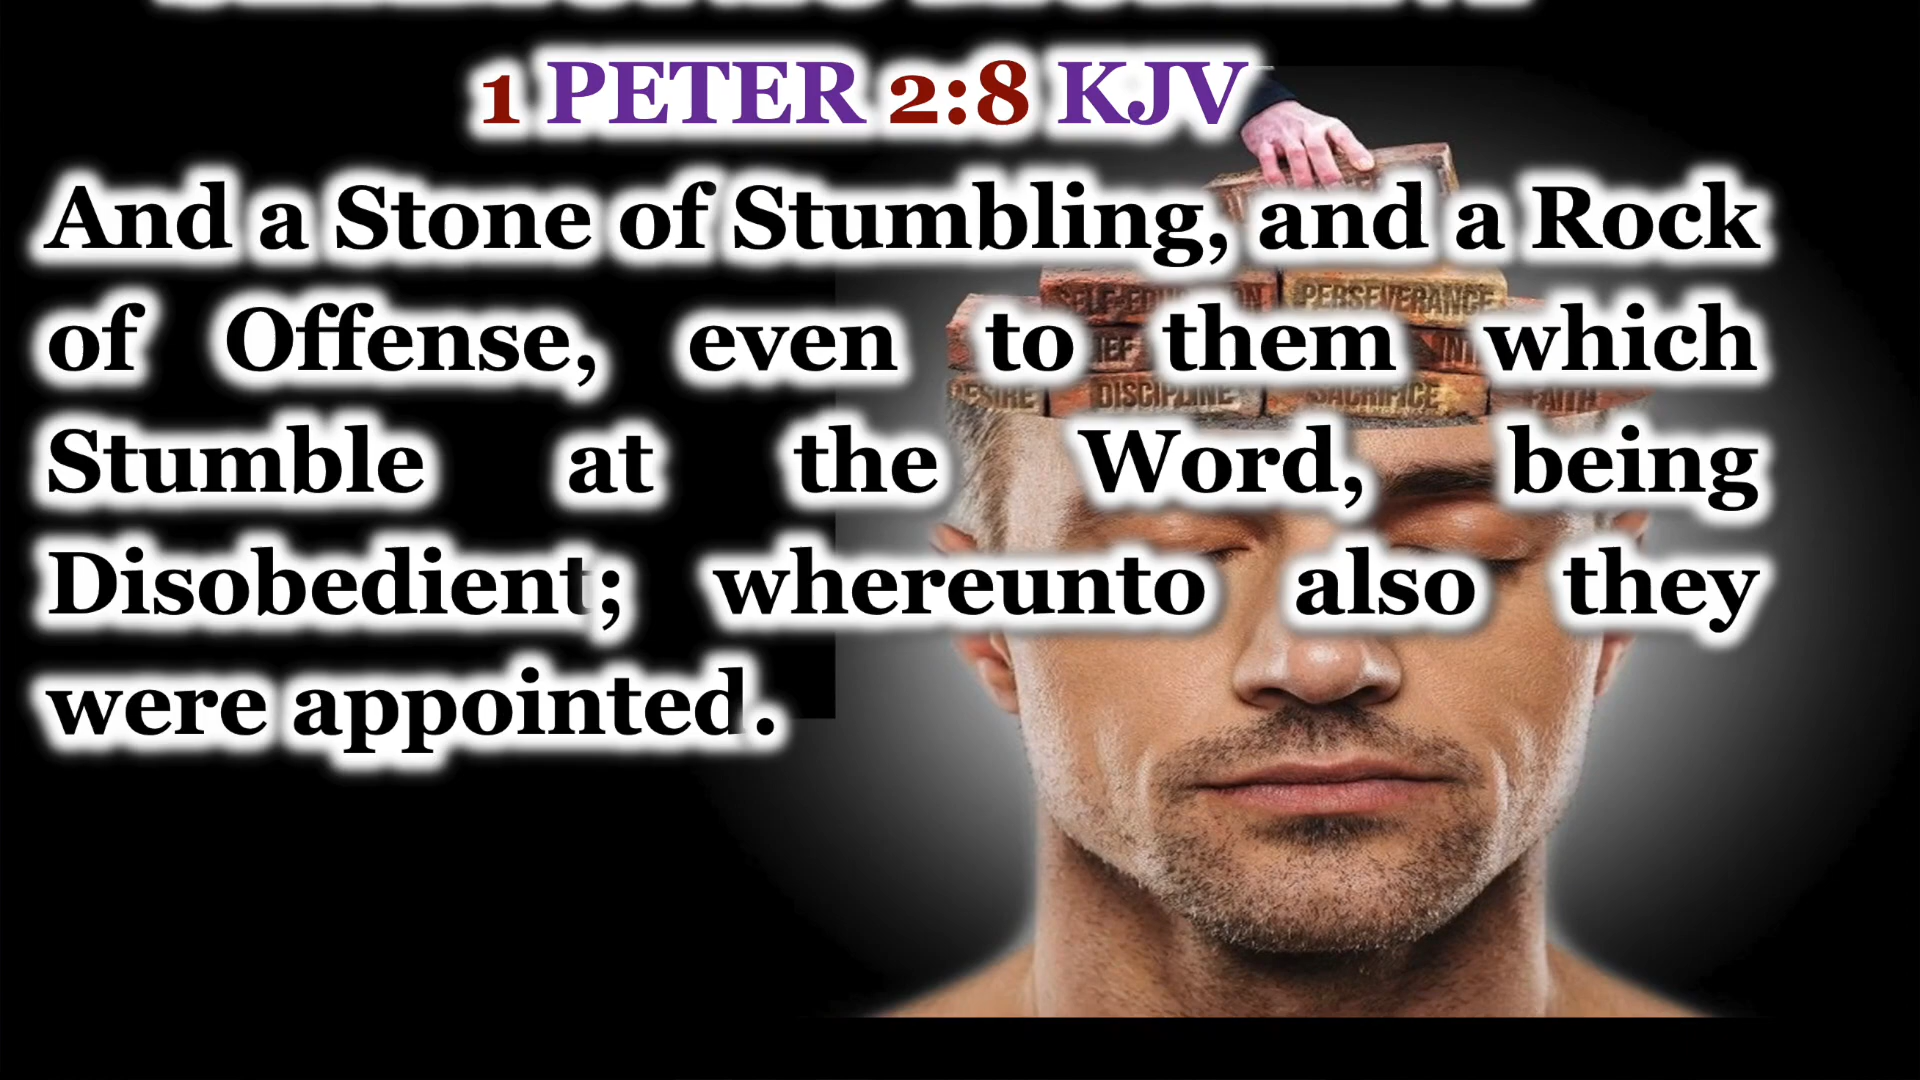 1 PETER 2:8 KJV
And a Stone of Stumbling, and a Rock
of Offense, even to them which
Stumble at the Word, being
Disobedient; whereunto also they
were appointed.
PERSEVERANCE
DISCIPLINE SACRIFICE FAITH